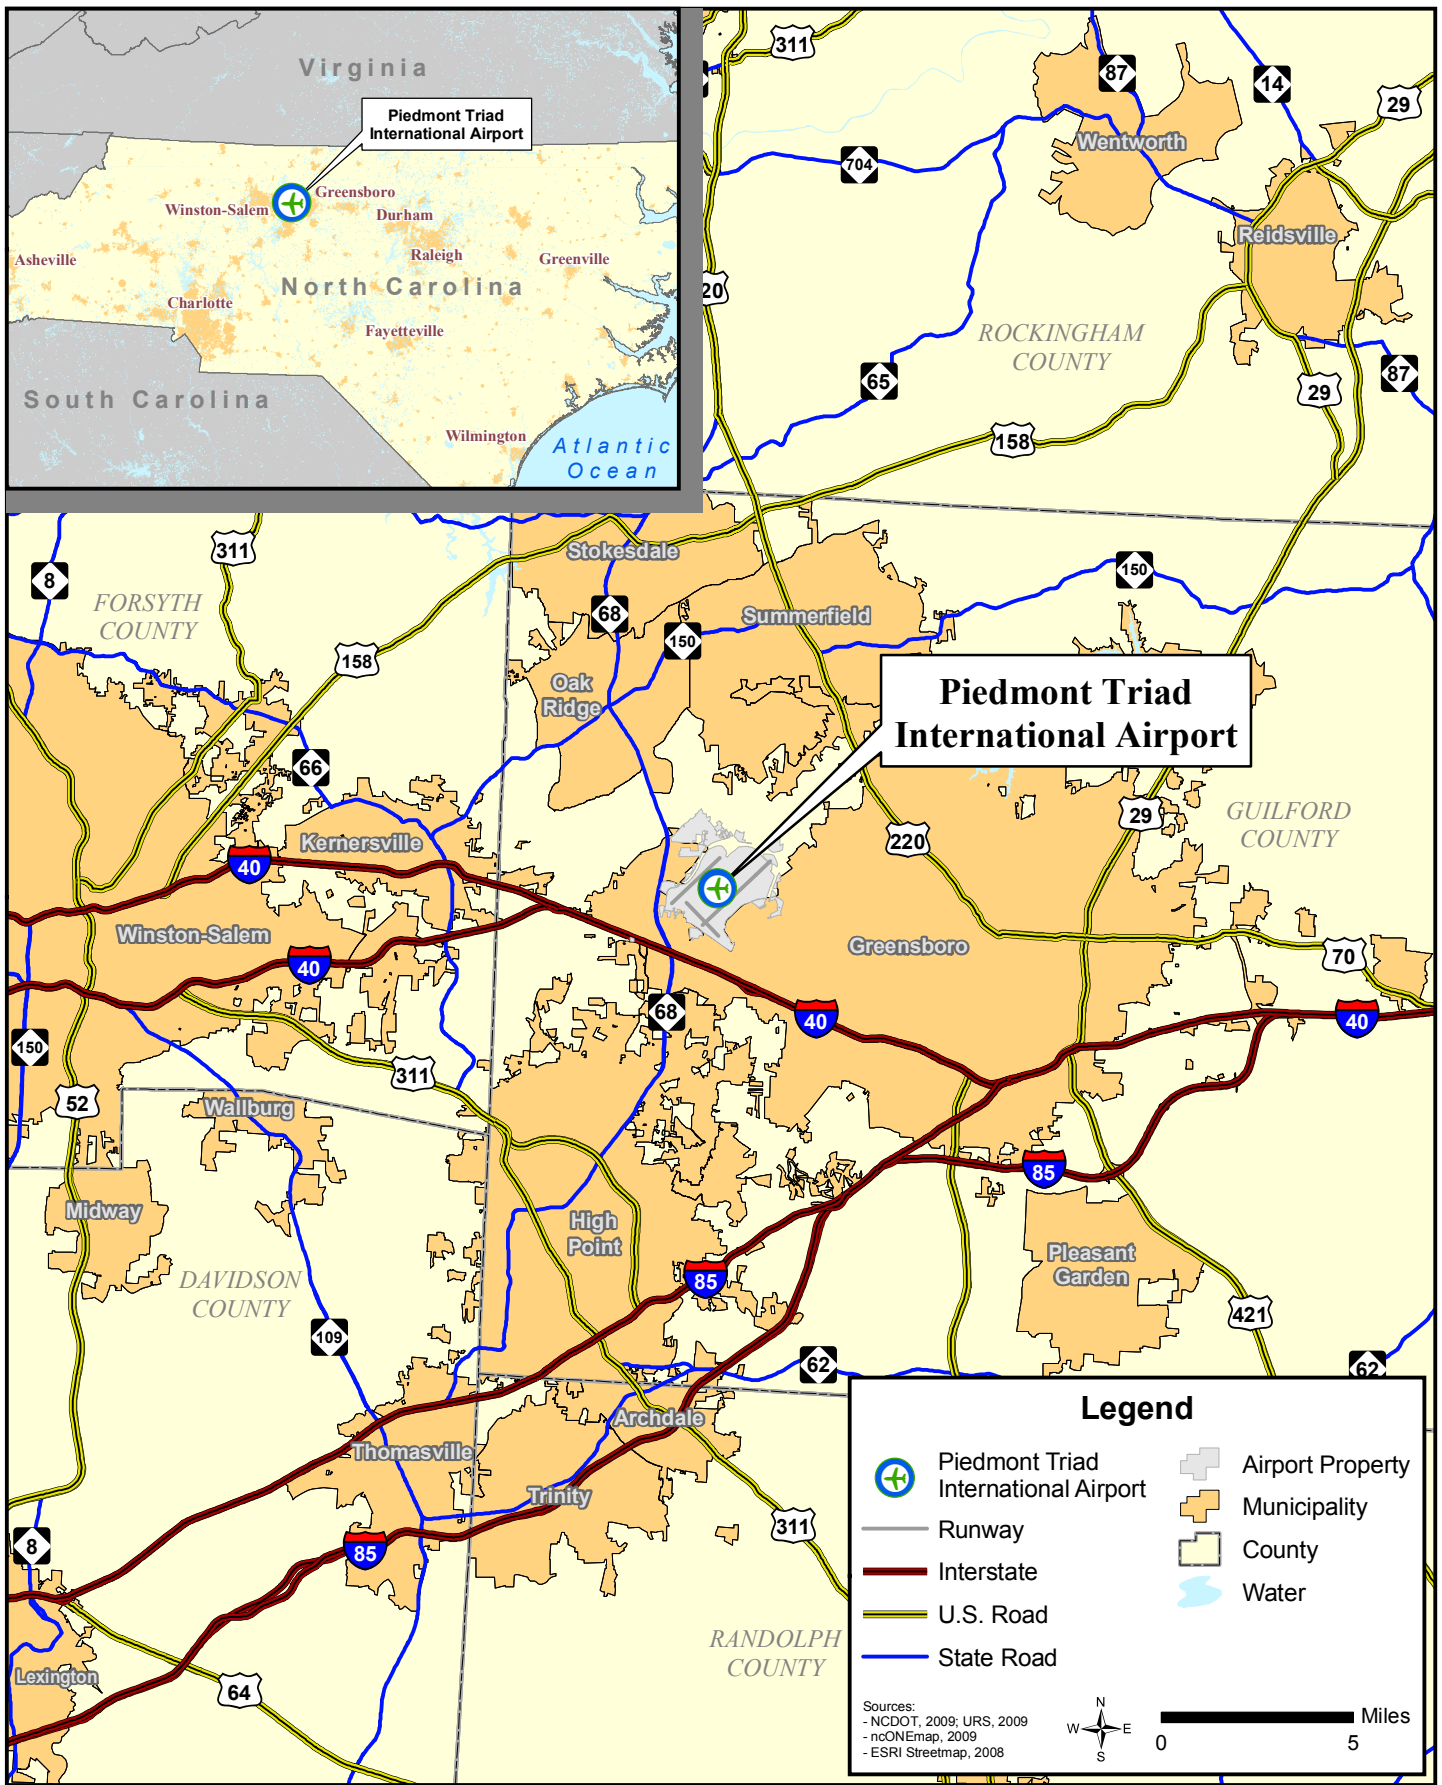 Virginia
Piedmont Triad
International Airport
Greensboro
Winston-Salem
Durham
Asheville
Raleigh
Greenville
North Carolina
Charlotte
Fayetteville
South Carolina
Wilmington
Atlantic
Ocean
311
87
14
29
Wentworth
704
Reidsville
20
ROCKINGHAM
COUNTY
65
87
29
158
311
Stokesdale
8
150
FORSYTH
COUNTY
68
Summerfield
150
158
Oak
Ridge
Piedmont Triad
International Airport
66
29
GUILFORD
COUNTY
Kernersville
220
40
Winston-Salem
Greensboro
70
40
68
40
40
150
311
52
Wallburg
85
Midway
High
Point
Pleasant
Garden
DAVIDSON
COUNTY
85
421
109
62
62
Archdale
Thomasville
Trinity
311
8
85
RANDOLPH
COUNTY
Lexington
64
Legend
Piedmont Triad
International Airport
Runway
Interstate
U.S. Road
State Road
Airport Property
Municipality
County
Water
Sources:
- NCDOT, 2009; URS, 2009
- ncONEmap, 2009
- ESRI Streetmap, 2008
N
W E
S
Miles
0 5